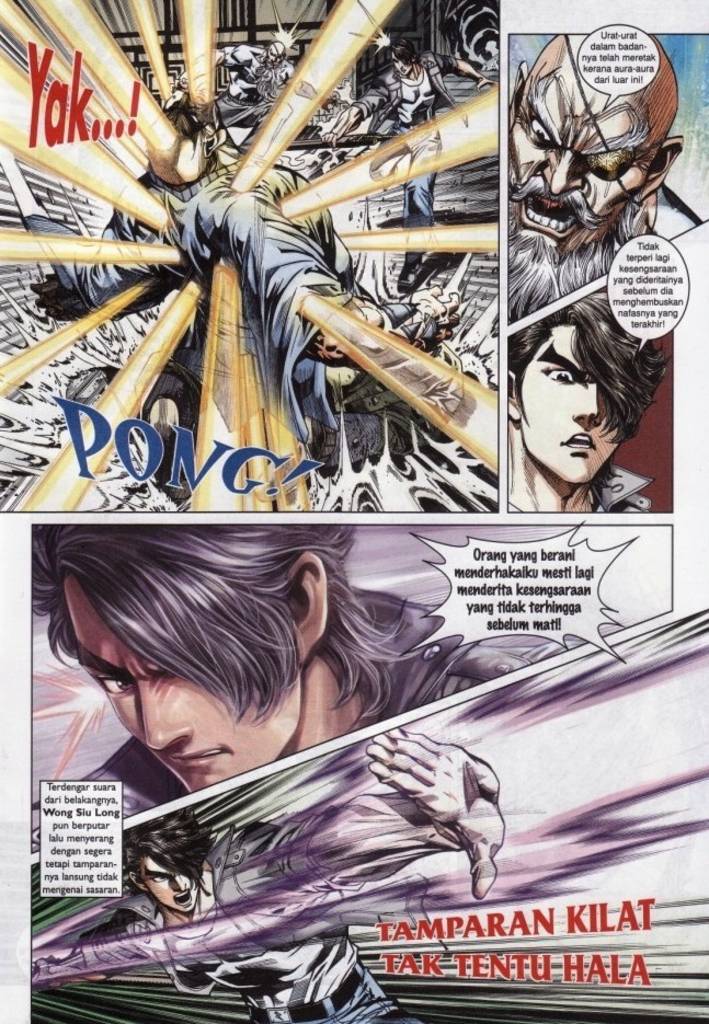 Yak....!
Urat-urat
dalam badan-
nya telah meretak
kerana aura-aura
dari luar ini!
Tidak
terperi lagi
kesengsaraan
yang dideritainya
sebelum dia
menghembuskan
nafasnya yang
terakhir!
PONG!
Orang yang berani
menderhakaiku mesti lagi
menderita kesengsaraan
yang tidak terhingga
sebelum mati!
Terdengar suara
dari belakangnya,
Wong Siu Long
pun berputar
lalu menyerang
dengan segera
tetapi tamparan-
nya lansung tidak
mengenai sasaran.
TAMPARAN KILAT
TAK TENTU HALA